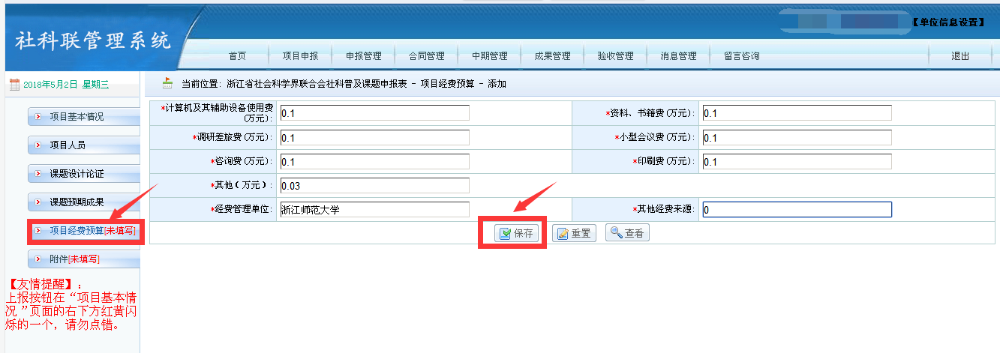 【单位信息设置】
社科联管理系统
首页 项目申报 申报管理 合同管理 中期管理 成果管理 验收管理 消息管理 留言咨询 退出
2018年5月2日 星期三
当前位置: 浙江省社会科学界联合会社科普及课题申报表 - 项目经费预算 - 添加
项目基本情况
项目人员
课题设计论证
课题预期成果
项目经费预算[未填写]
附件[未填写]
【友情提醒】:
上报按钮在“项目基本情
况 ”页面的右下方红黄闪
烁的一个，请勿点错。
*计算机及其辅助设备使用费
(万元): 0.1
*资料、书籍费(万元): 0.1
*调研差旅费(万元): 0.1
*小型会议费(万元): 0.1
*咨询费(万元): 0.1
*印刷费(万元): 0.1
*其他(万元): 0.03
*经费管理单位: 浙江师范大学
*其他经费来源: 0
保存 重置 查看